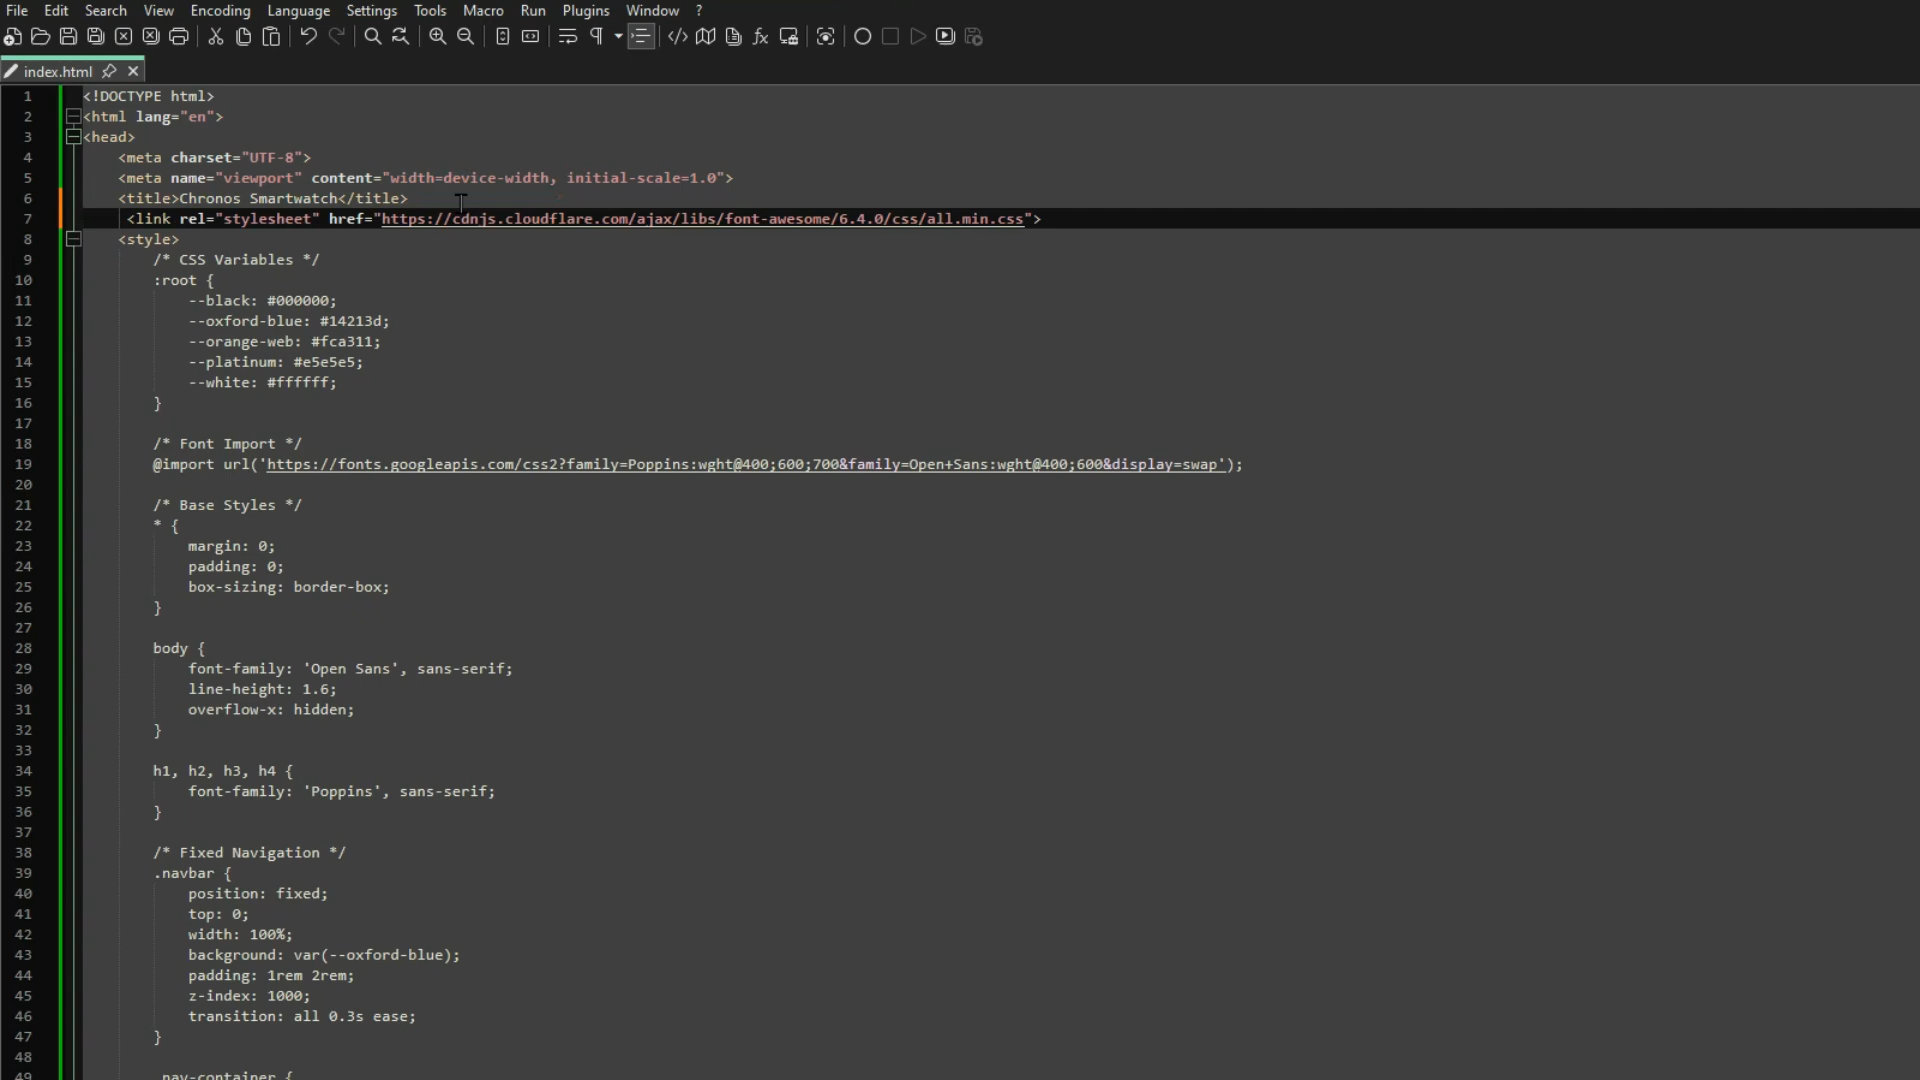 File Edit Search View Encoding Language Settings Tools Macro Run Plugins Window ?
index.html
1 <!DOCTYPE html>
2 <html lang="en">
3 <head>
4 <meta charset="UTF-8">
5 <meta name="viewport" content="width=device-width, initial-scale=1.0">
6 <title>Chronos Smartwatch</title>
7 <link rel="stylesheet" href="https://cdnjs.cloudflare.com/ajax/libs/font-awesome/6.4.0/css/all.min.css">
8 <style>
9 /* CSS Variables */
10 :root {
11 --black: #000000;
12 --oxford-blue: #14213d;
13 --orange-web: #fca311;
14 --platinum: #e5e5e5;
15 --white: #ffffff;
16 }
17
18 /* Font Import */
19 @import url('https://fonts.googleapis.com/css2?family=Poppins:wght@400;600;700&family=Open+Sans:wght@400;600&display=swap');
20
21 /* Base Styles */
22 * {
23 margin: 0;
24 padding: 0;
25 box-sizing: border-box;
26 }
27
28 body {
29 font-family: 'Open Sans', sans-serif;
30 line-height: 1.6;
31 overflow-x: hidden;
32 }
33
34 h1, h2, h3, h4 {
35 font-family: 'Poppins', sans-serif;
36 }
37
38 /* Fixed Navigation */
39 .navbar {
40 position: fixed;
41 top: 0;
42 width: 100%;
43 background: var(--oxford-blue);
44 padding: 1rem 2rem;
45 z-index: 1000;
46 transition: all 0.3s ease;
47 }
48
49 .nav-container {